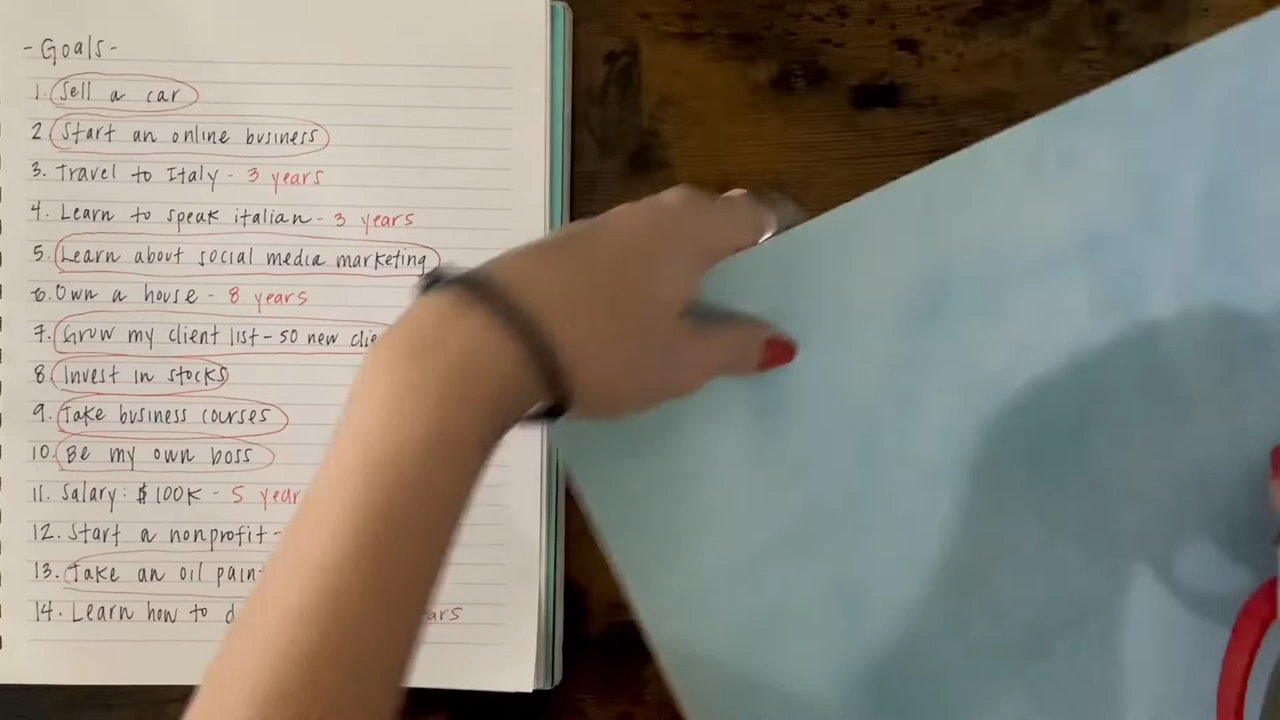 -Goals-
1. Sell a car
2 Start an online business
3. Travel to Italy - 3 years
4. Learn to speak italian - 3 years
5. Learn about social media marketing
6. Own a house - 8 years
7. Grow my client list - 50 new
8 Invest in stocks
9. Take business courses
10. Be my own boss
11. Salary: $100K - 5
12. Start a nonprofit -
13. Take an oil
14. Learn how to